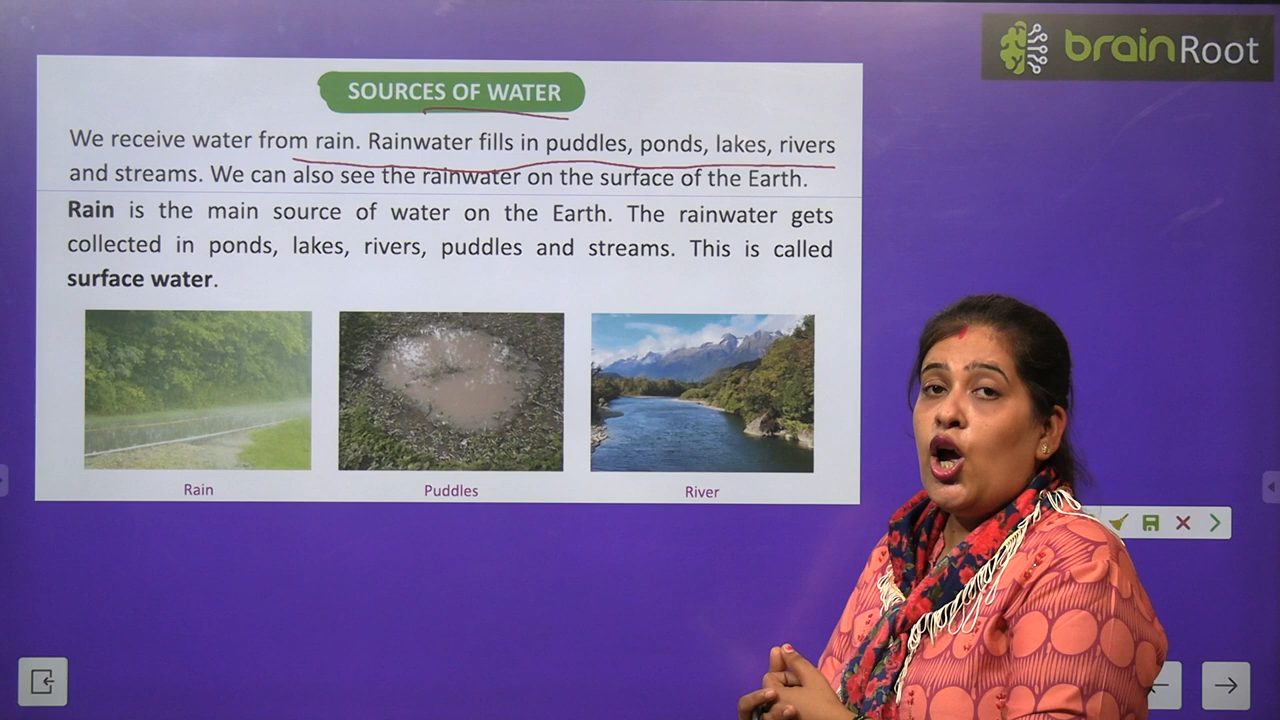 brainRoot
SOURCES OF WATER
We receive water from rain. Rainwater fills in puddles, ponds, lakes, rivers
and streams. We can also see the rainwater on the surface of the Earth.
Rain is the main source of water on the Earth. The rainwater gets
collected in ponds, lakes, rivers, puddles and streams. This is called
surface water.
Rain
Puddles
River